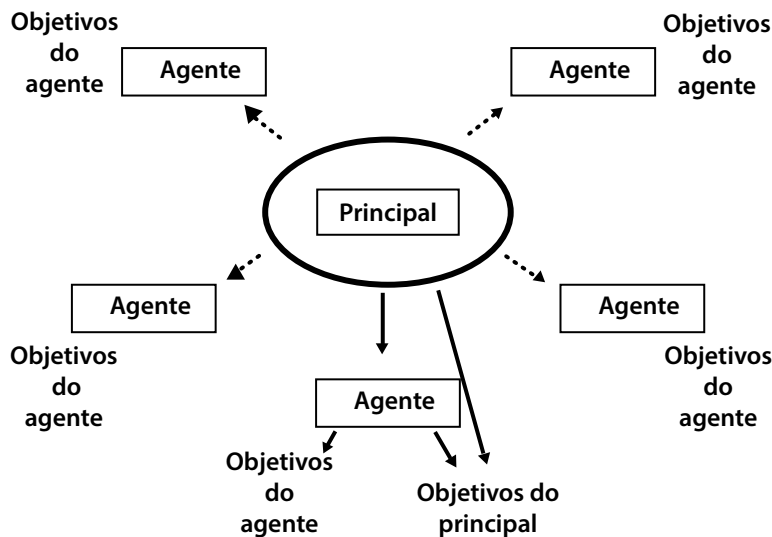 Objetivos
do
agente
Agente
Agente
Objetivos
do
agente
Principal
Agente
Objetivos
do
agente
Agente
Objetivos
do
agente
Agente
Objetivos
do
agente
Objetivos do
principal